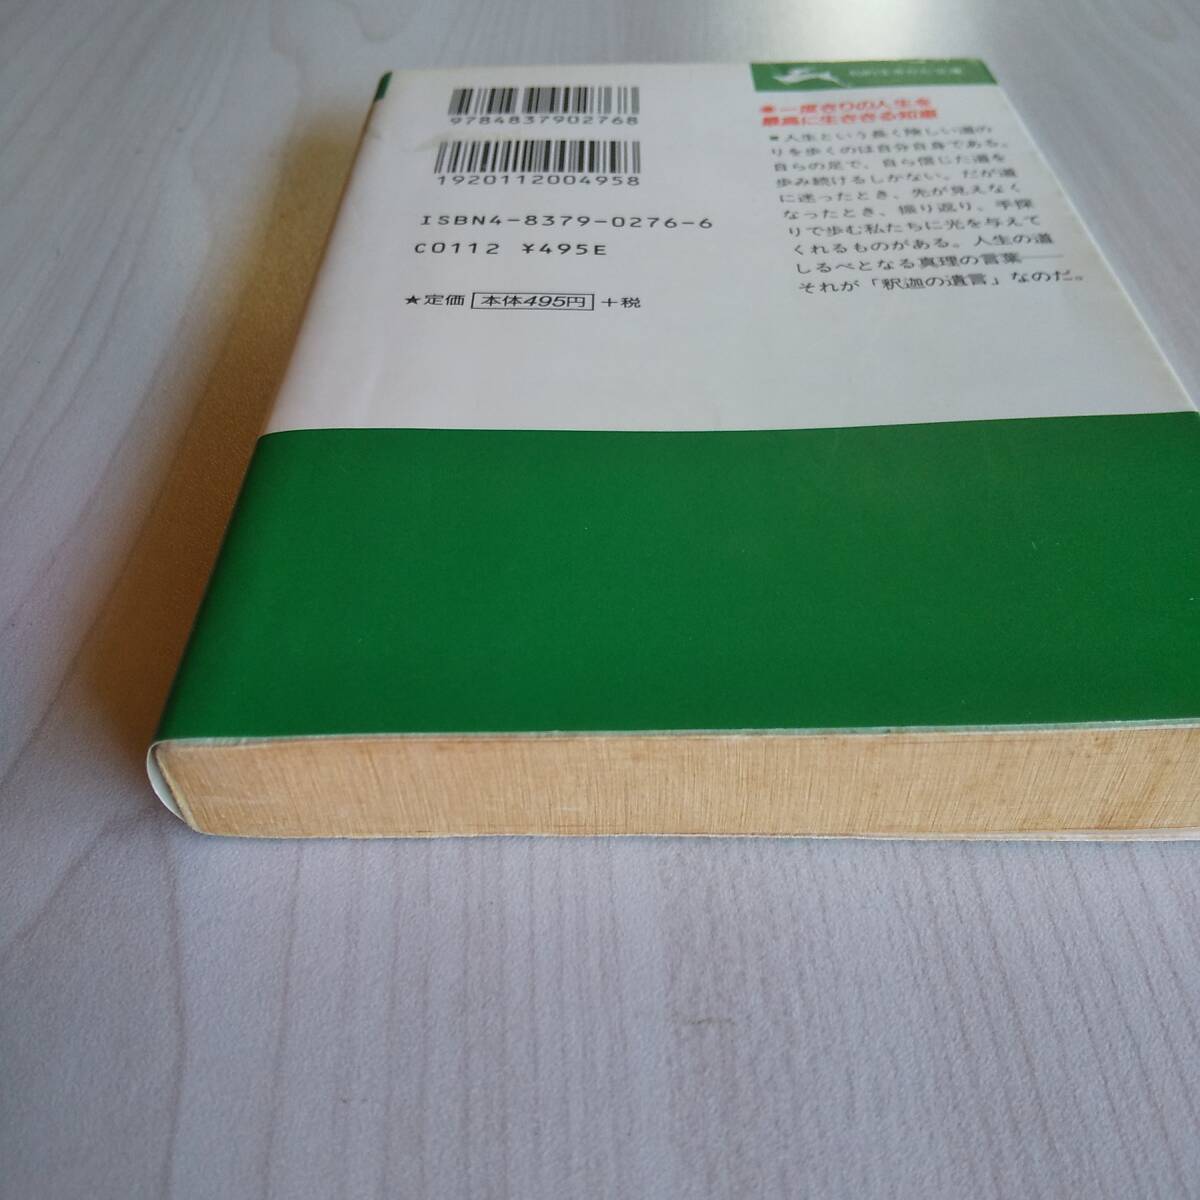 9784837902768
1920112004958
ISBN4-8379-0276-6
C0112 ¥495E
★定価 本体495円 +税
知的生きかた文庫
●一度きりの人生を
最高に生ききる知恵
●人生という長く険しい道の
りを歩くのは自分自身である。
自らの足で、自ら信じた道を
歩み続けるしかない。だが道
に迷ったとき、先が見えなく
なったとき、振り返り、手探
りで歩む私たちに光を与えて
くれるものがある。人生の道
しるべとなる真理の言葉――
それが「釈迦の遺言」なのだ。